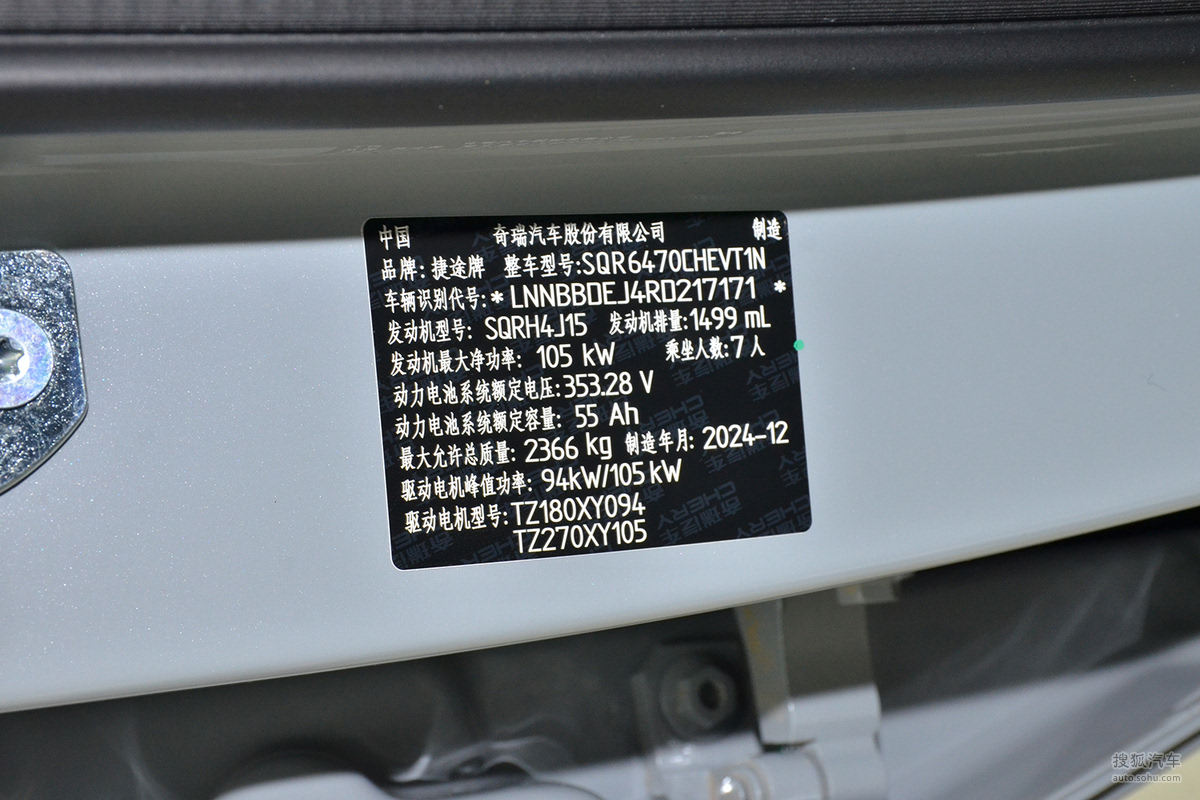 中国 奇瑞汽车股份有限公司 制造
品牌: 捷途牌 整车型号:SQR6470CHEVT1N
车辆识别代号:* LNNBBDEJ4RD217171 *
发动机型号: SQRH4J15 发动机排量:1499 mL
发动机最大净功率: 105 kW 乘坐人数:7 人
动力电池系统额定电压:353.28 V
动力电池系统额定容量: 55 Ah
最大允许总质量: 2366 kg 制造年月: 2024-12
驱动电机峰值功率: 94kW/105kW
驱动电机型号:TZ180XY094
TZ270XY105
搜狐汽车
auto.sohu.com